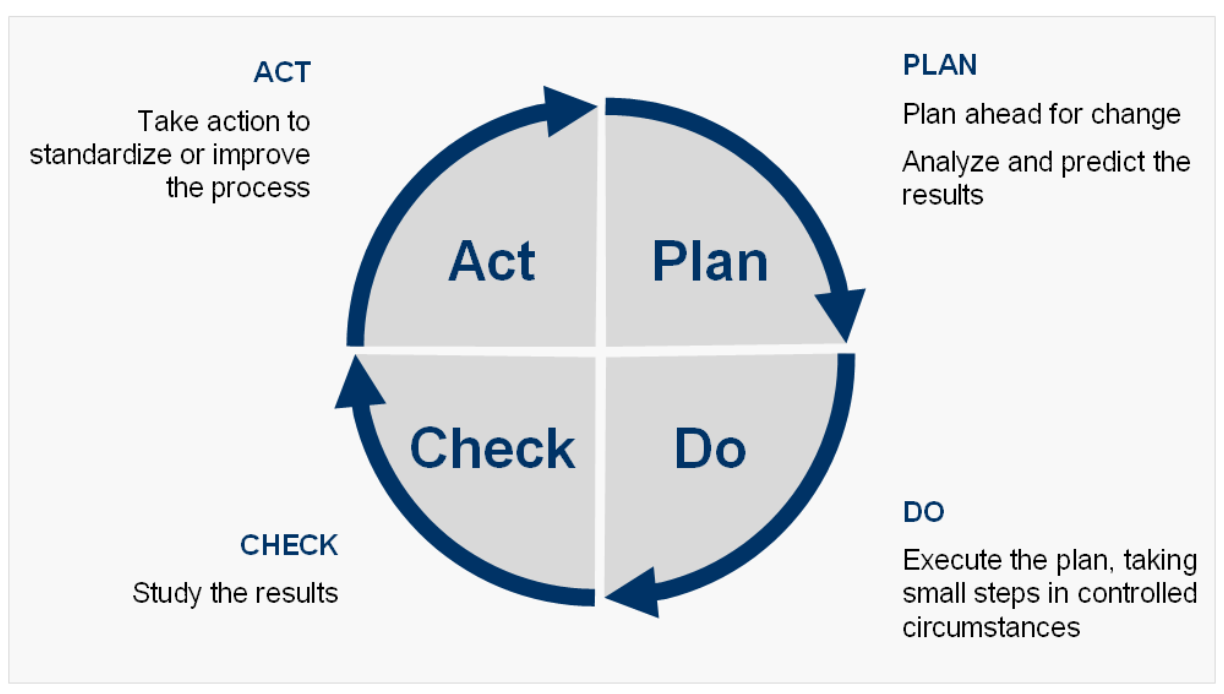 ACT
Take action to
standardize or improve
the process
PLAN
Plan ahead for change
Analyze and predict the
results
Act
Plan
Check
Do
CHECK
Study the results
DO
Execute the plan, taking
small steps in controlled
circumstances